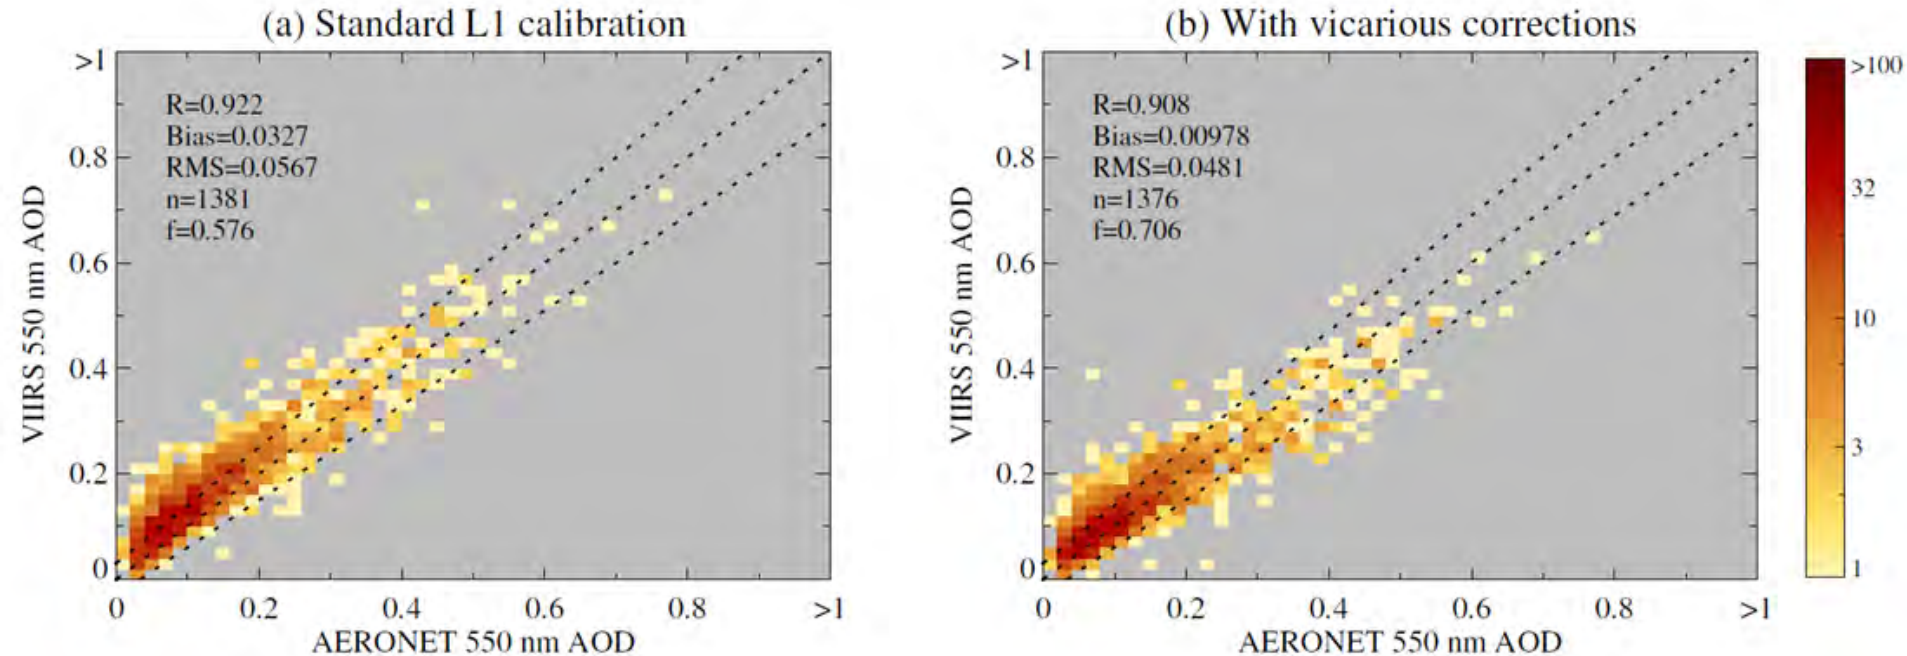 (a) Standard L1 calibration
>1
R=0.922
Bias=0.0327
RMS=0.0567
n=1381
f=0.576
0.8
0.6
0.4
0.2
0
VIIRS 550 nm AOD
0 0.2 0.4 0.6 0.8 >1
AERONET 550 nm AOD
(b) With vicarious corrections
>1
R=0.908
Bias=0.00978
RMS=0.0481
n=1376
f=0.706
0.8
0.6
0.4
0.2
0
VIIRS 550 nm AOD
0 0.2 0.4 0.6 0.8 >1
AERONET 550 nm AOD
>100
32
10
3
1